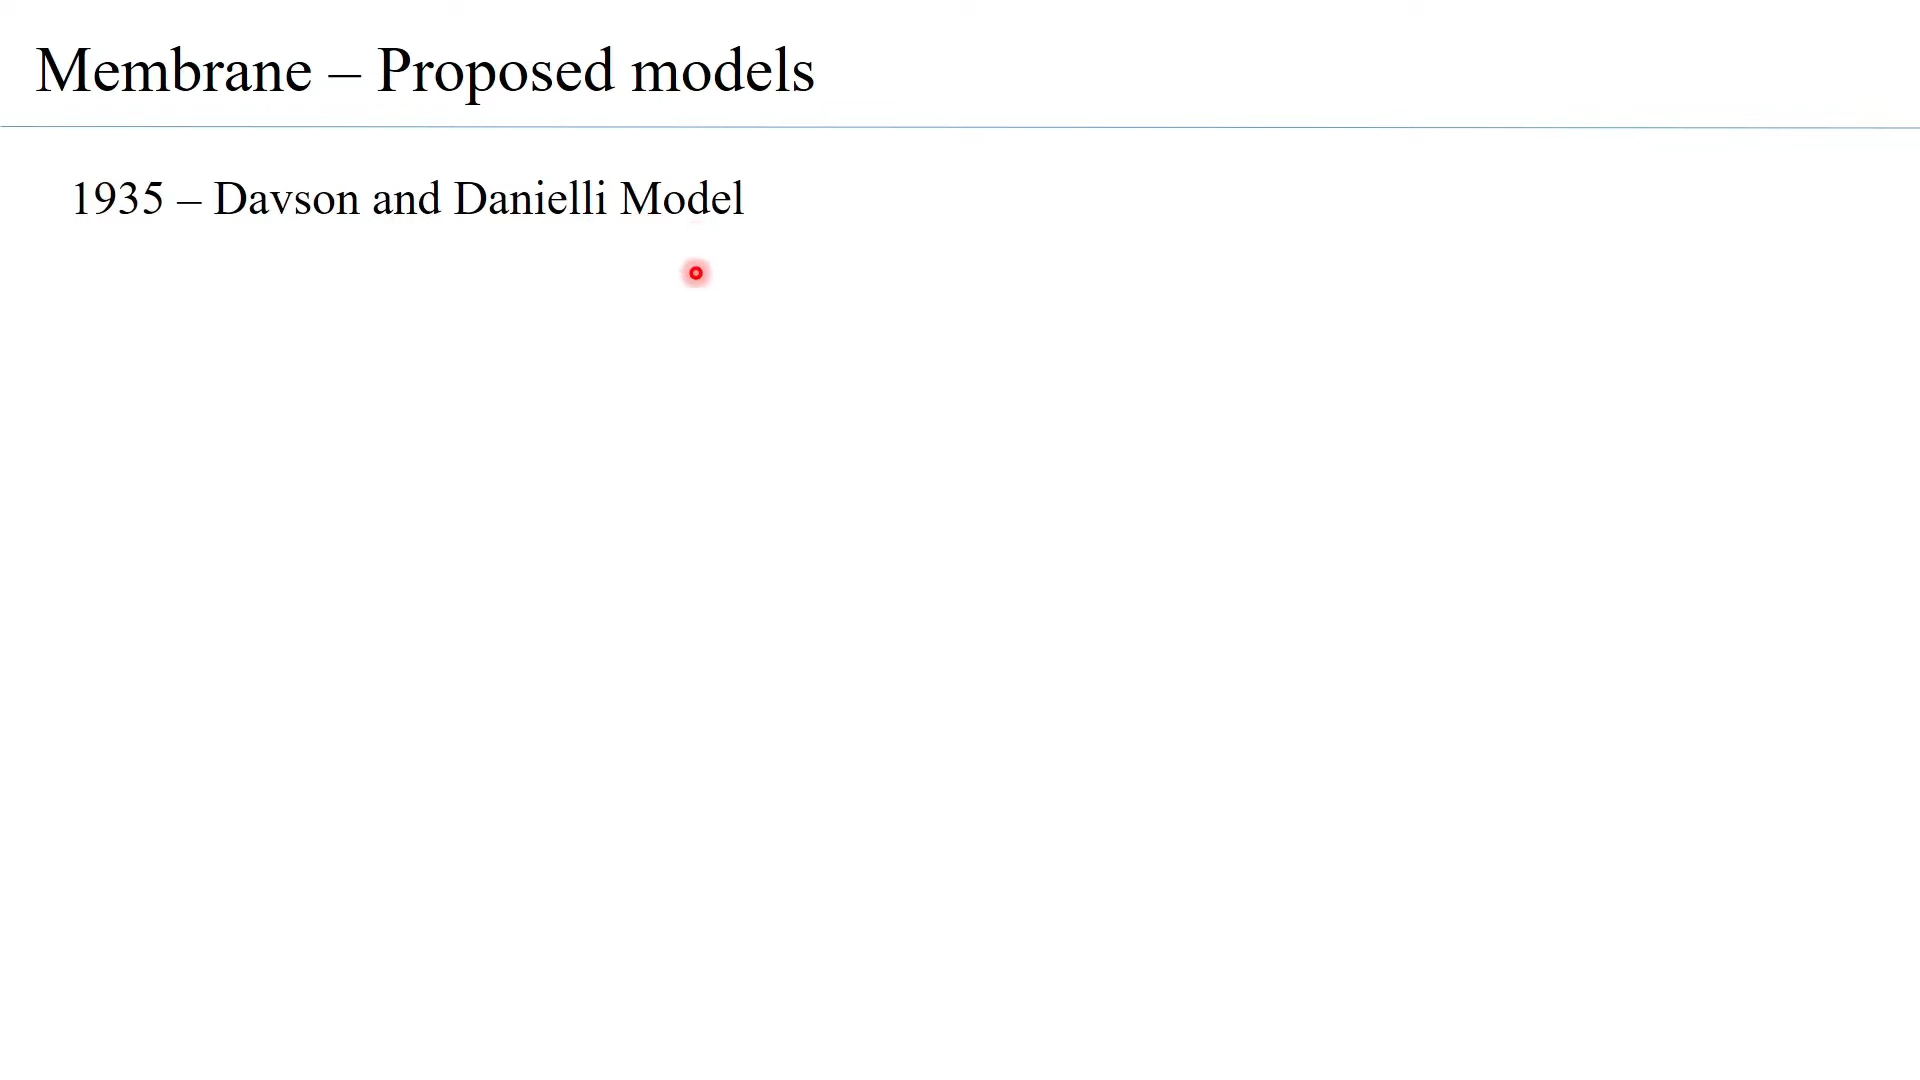 Membrane – Proposed models
1935 – Davson and Danielli Model